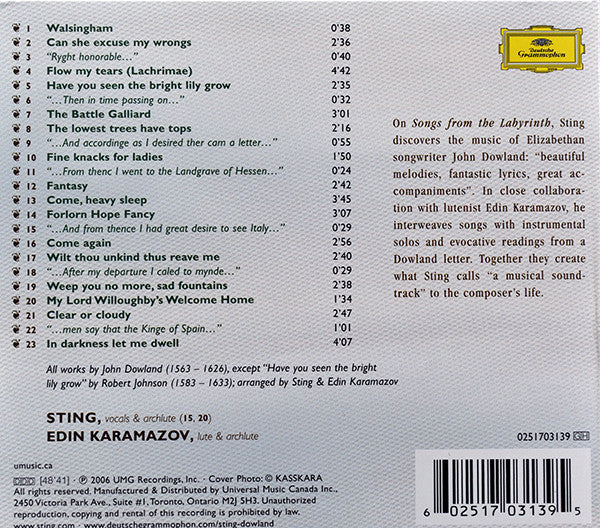 Deutsche
Grammophon
1 Walsingham 0'38
2 Can she excuse my wrongs 2'36
3 "Ryght honorable…" 0'40
4 Flow my tears (Lachrimae) 4'42
5 Have you seen the bright lily grow 2'35
6 "…Then in time passing on…" 0'32
7 The Battle Galliard 3'01
8 The lowest trees have tops 2'16
9 "…And accordinge as I desired ther cam a letter…" 0'55
10 Fine knacks for ladies 1'50
11 "…From thenc I went to the Landgrave of Hessen…" 0'24
12 Fantasy 2'42
13 Come, heavy sleep 3'45
14 Forlorn Hope Fancy 3'07
15 "…And from thence I had great desire to see Italy…" 0'29
16 Come again 2'56
17 Wilt thou unkind thus reave me 2'40
18 "…After my departure I caled to mynde…" 0'29
19 Weep you no more, sad fountains 2'38
20 My Lord Willoughby's Welcome Home 1'34
21 Clear or cloudy 2'47
22 "…men say that the Kinge of Spain…" 1'01
23 In darkness let me dwell 4'07
On Songs from the Labyrinth, Sting
discovers the music of Elizabethan
songwriter John Dowland: "beautiful
melodies, fantastic lyrics, great ac-
companiments". In close collabora-
tion with lutenist Edin Karamazov, he
interweaves songs with instrumental
solos and evocative readings from a
Dowland letter. Together they create
what Sting calls "a musical sound-
track" to the composer's life.
All works by John Dowland (1563 – 1626), except "Have you seen the bright
lily grow" by Robert Johnson (1583 – 1633); arranged by Sting & Edin Karamazov
STING, vocals & archlute (15, 20)
EDIN KARAMAZOV, lute & archlute
0251703139 GH
umusic.ca
DDD [48'41] ℗ 2006 UMG Recordings, Inc. · Cover Photo: © KASSKARA
All rights reserved. Manufactured & Distributed by Universal Music Canada Inc.,
2450 Victoria Park Ave., Suite #1, Toronto, Ontario M2J 5H3. Unauthorized
reproduction, copying and rental of this recording is prohibited by law.
www.sting.com · www.deutschegrammophon.com/sting-dowland
6 02517 03139 5